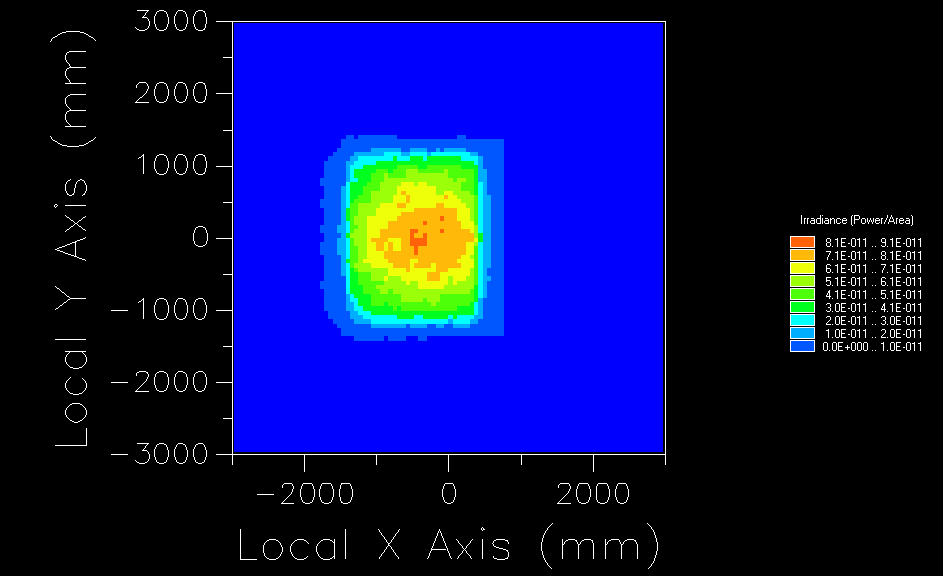 3000
2000
1000
0
−1000
−2000
−3000
Local Y Axis (mm)
−2000 0 2000
Local X Axis (mm)
Irradiance (Power/Area)
8.1E-011 .. 9.1E-011
7.1E-011 .. 8.1E-011
6.1E-011 .. 7.1E-011
5.1E-011 .. 6.1E-011
4.1E-011 .. 5.1E-011
3.0E-011 .. 4.1E-011
2.0E-011 .. 3.0E-011
1.0E-011 .. 2.0E-011
0.0E+000 .. 1.0E-011